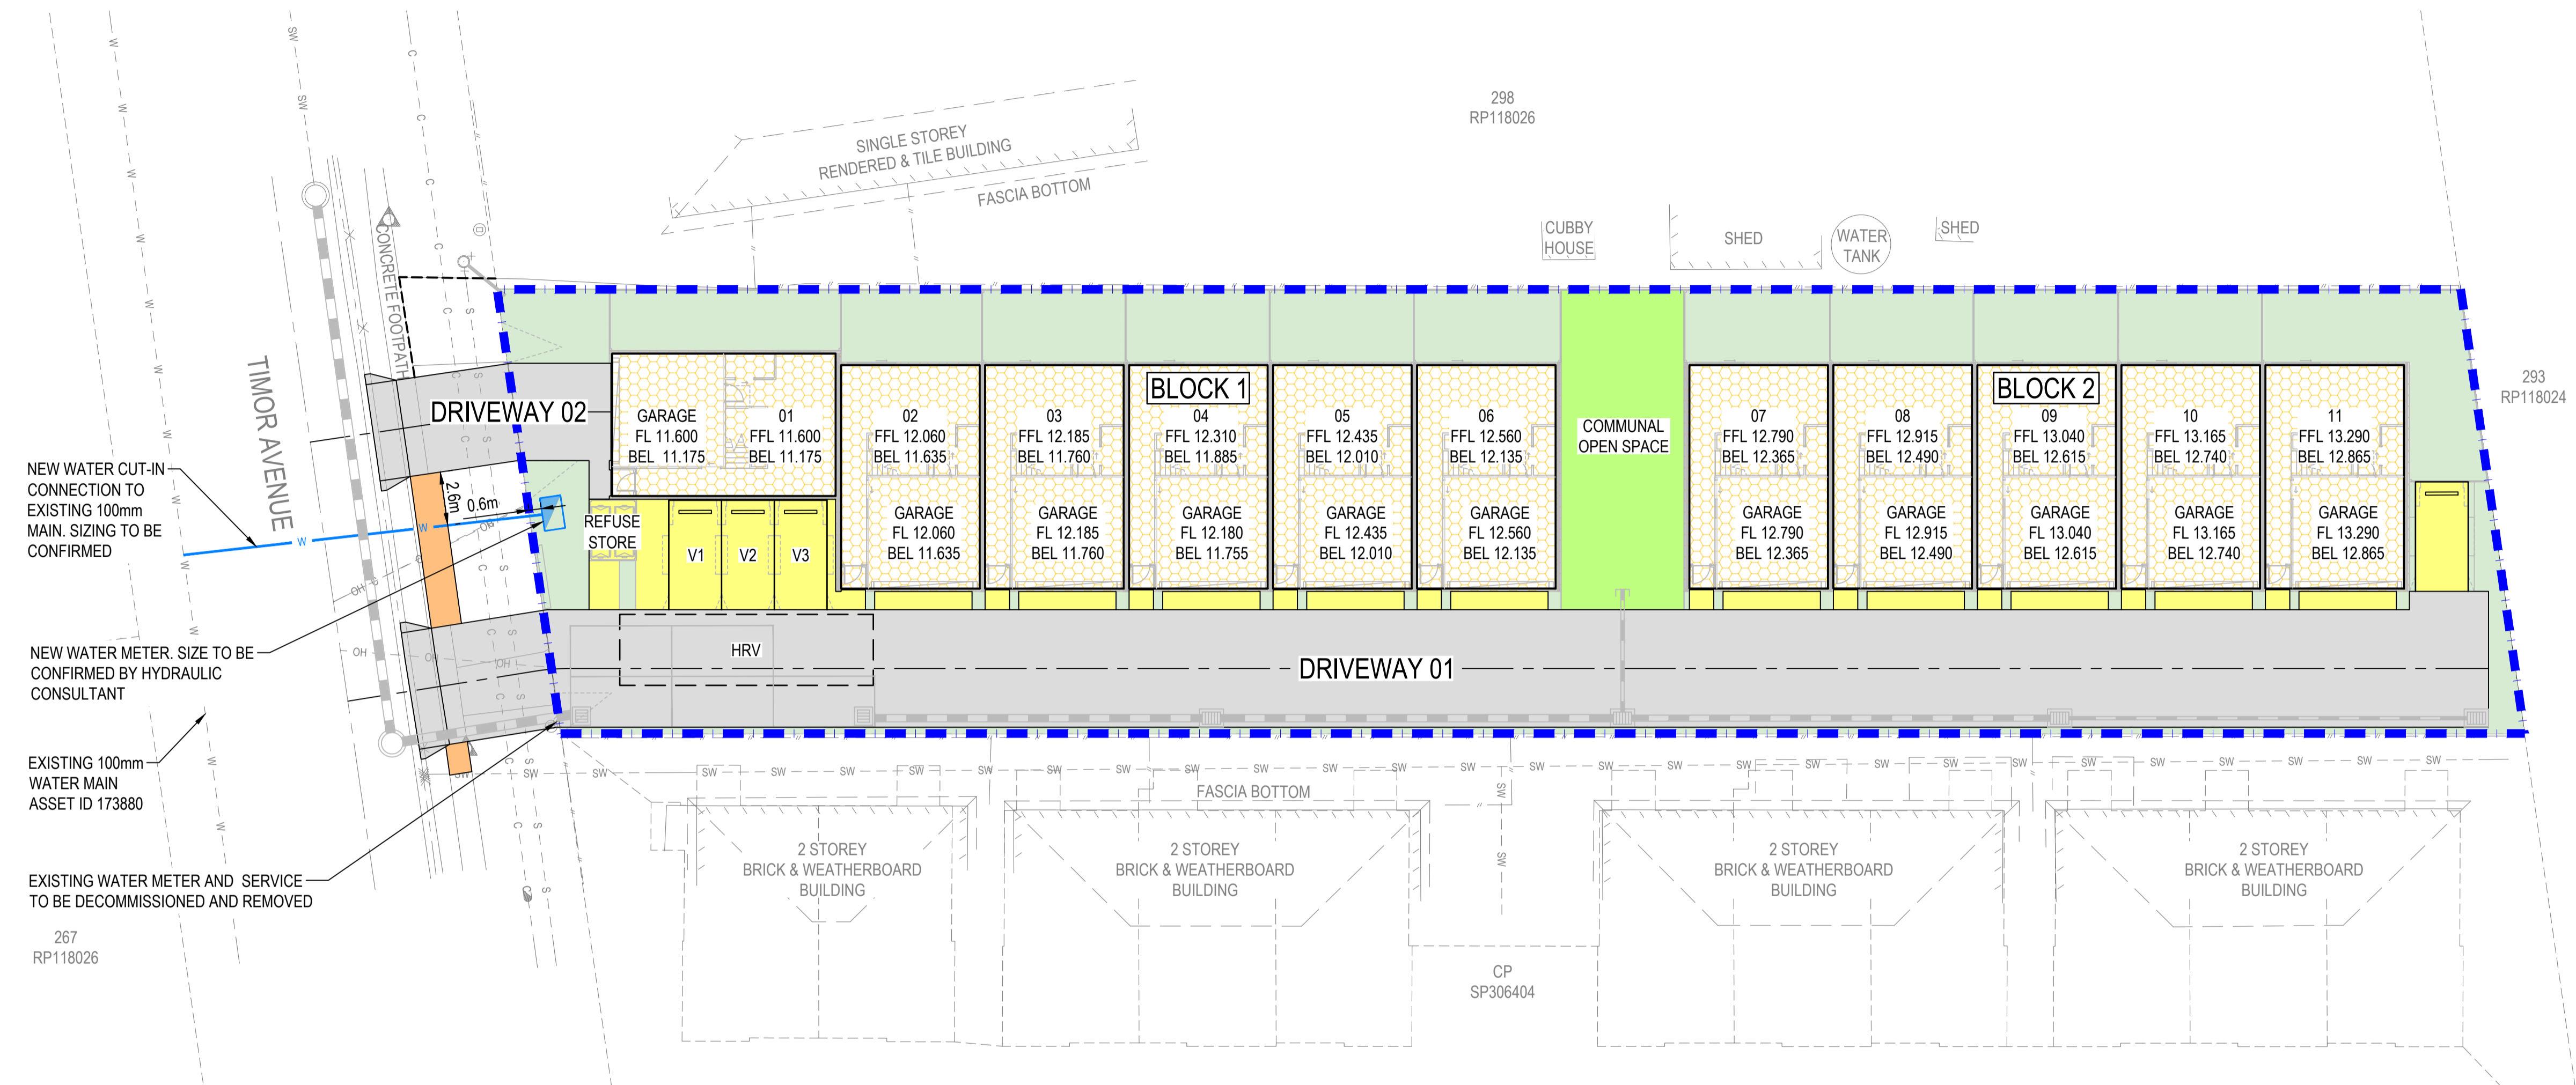 298
RP118026
SINGLE STOREY
RENDERED & TILE BUILDING
FASCIA BOTTOM
CUBBY
HOUSE
SHED
WATER
TANK
SHED
293
RP118024
CONCRETE FOOTPATH
TIMOR AVENUE
DRIVEWAY 02
GARAGE
FL 11.600
BEL 11.175
01
FFL 11.600
BEL 11.175
02
FFL 12.060
BEL 11.635
GARAGE
FL 12.060
BEL 11.635
03
FFL 12.185
BEL 11.760
GARAGE
FL 12.185
BEL 11.760
BLOCK 1
04
FFL 12.310
BEL 11.885
GARAGE
FL 12.180
BEL 11.755
05
FFL 12.435
BEL 12.010
GARAGE
FL 12.435
BEL 12.010
06
FFL 12.560
BEL 12.135
GARAGE
FL 12.560
BEL 12.135
COMMUNAL
OPEN SPACE
07
FFL 12.790
BEL 12.365
GARAGE
FL 12.790
BEL 12.365
08
FFL 12.915
BEL 12.490
GARAGE
FL 12.915
BEL 12.490
BLOCK 2
09
FFL 13.040
BEL 12.615
GARAGE
FL 13.040
BEL 12.615
10
FFL 13.165
BEL 12.740
GARAGE
FL 13.165
BEL 12.740
11
FFL 13.290
BEL 12.865
GARAGE
FL 13.290
BEL 12.865
NEW WATER CUT-IN
CONNECTION TO
EXISTING 100mm
MAIN. SIZING TO BE
CONFIRMED
2.6m
0.6m
REFUSE
STORE
V1
V2
V3
HRV
DRIVEWAY 01
NEW WATER METER. SIZE TO BE
CONFIRMED BY HYDRAULIC
CONSULTANT
EXISTING 100mm
WATER MAIN
ASSET ID 173880
EXISTING WATER METER AND SERVICE
TO BE DECOMMISSIONED AND REMOVED
267
RP118026
FASCIA BOTTOM
2 STOREY
BRICK & WEATHERBOARD
BUILDING
2 STOREY
BRICK & WEATHERBOARD
BUILDING
2 STOREY
BRICK & WEATHERBOARD
BUILDING
2 STOREY
BRICK & WEATHERBOARD
BUILDING
CP
SP306404